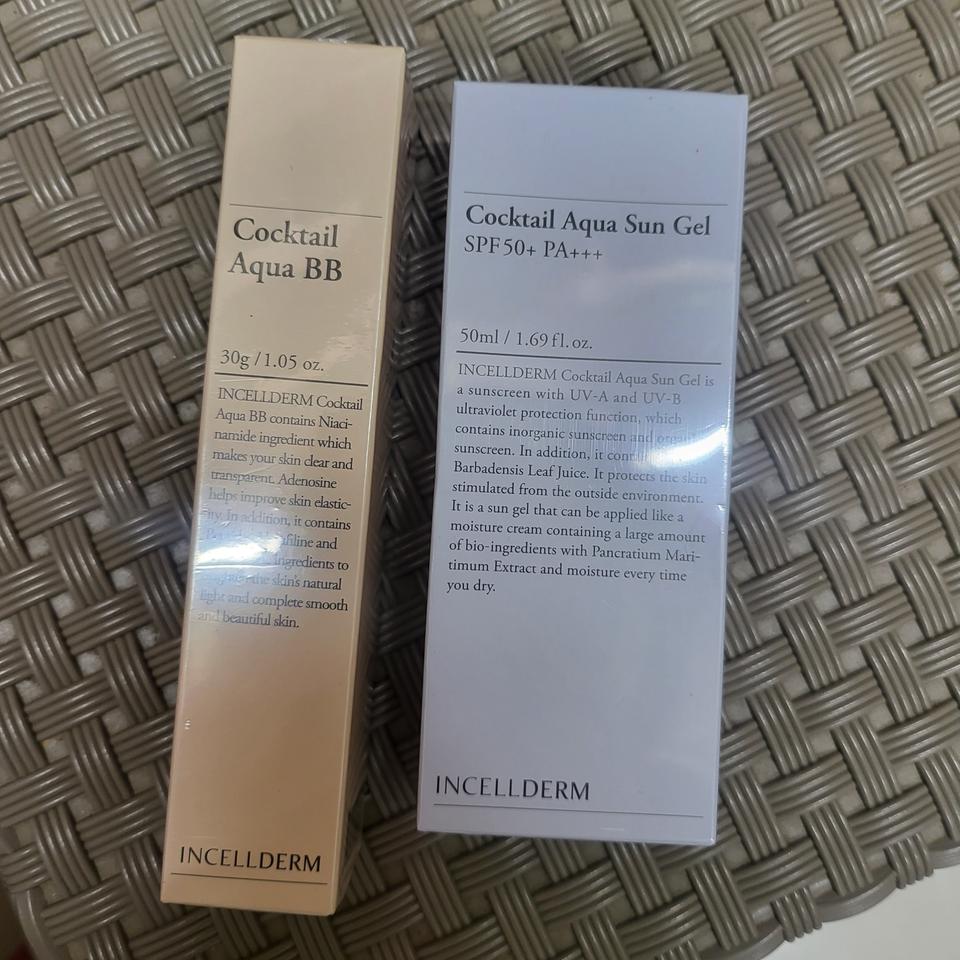 Cocktail
Aqua BB
30g / 1.05 oz.
INCELLDERM Cocktail
Aqua BB contains Niaci-
namide ingredient which
makes your skin clear and
transparent. Adenosine
helps improve skin elastic-
ity. In addition, it contains
and
ingredients to
the skin's natural
light and complete smooth
and beautiful skin.
INCELLDERM
Cocktail Aqua Sun Gel
SPF50+ PA+++
50ml / 1.69 fl. oz.
INCELLDERM Cocktail Aqua Sun Gel is
a sunscreen with UV-A and UV-B
ultraviolet protection function, which
contains inorganic sunscreen and
sunscreen. In addition, it
Barbadensis Leaf Juice. It protects the skin
stimulated from the outside environment.
It is a sun gel that can be applied like a
moisture cream containing a large amount
of bio-ingredients with Pancratium Mari-
timum Extract and moisture every time
you dry.
INCELLDERM